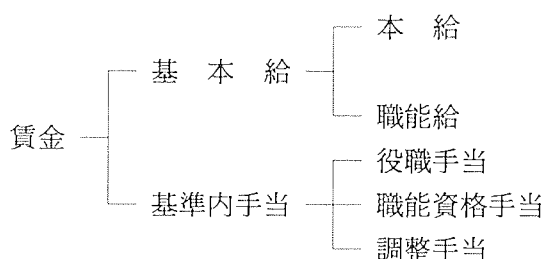 本　給
基　本　給
職能給
賃金
役職手当
基準内手当
職能資格手当
調整手当